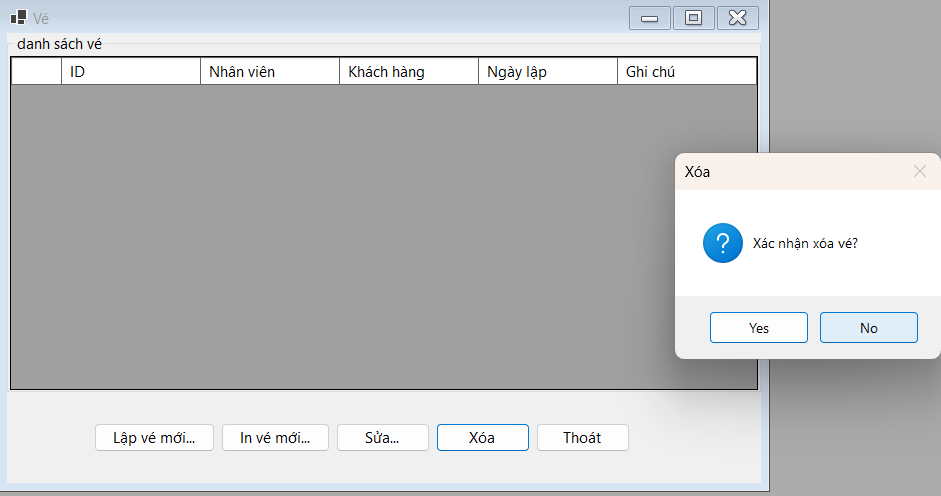 Vé
danh sách vé
ID Nhân viên Khách hàng Ngày lập Ghi chú
Xóa
?
Xác nhận xóa vé?
Yes No
Lập vé mới... In vé mới... Sửa... Xóa Thoát